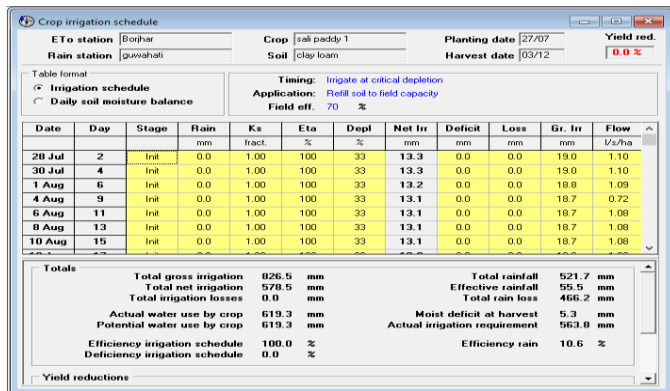 Crop irrigation schedule
ETo station Borjhar Crop sali paddy 1 Planting date 27/07 Yield red.
Rain station guwahati Soil clay loam Harvest date 03/12 0.0 %
Table format
Irrigation schedule
Daily soil moisture balance
Timing: Irrigate at critical depletion
Application: Refill soil to field capacity
Field eff. 70 %
Date Day Stage Rain Ks Eta Depl Net Irr Deficit Loss Gr. Irr Flow
mm fract. % % mm mm mm mm l/s/ha
28 Jul 2 Init 0.0 1.00 100 33 13.3 0.0 0.0 19.0 1.10
30 Jul 4 Init 0.0 1.00 100 33 13.3 0.0 0.0 19.0 1.10
1 Aug 6 Init 0.0 1.00 100 33 13.2 0.0 0.0 18.8 1.09
4 Aug 9 Init 0.0 1.00 100 33 13.1 0.0 0.0 18.7 0.72
6 Aug 11 Init 0.0 1.00 100 33 13.1 0.0 0.0 18.7 1.08
8 Aug 13 Init 0.0 1.00 100 33 13.1 0.0 0.0 18.7 1.08
10 Aug 15 Init 0.0 1.00 100 33 13.1 0.0 0.0 18.7 1.08
Totals
Total gross irrigation 826.5 mm Total rainfall 521.7 mm
Total net irrigation 578.5 mm Effective rainfall 55.5 mm
Total irrigation losses 0.0 mm Total rain loss 466.2 mm
Actual water use by crop 619.3 mm Moist deficit at harvest 5.3 mm
Potential water use by crop 619.3 mm Actual irrigation requirement 563.8 mm
Efficiency irrigation schedule 100.0 % Efficiency rain 10.6 %
Deficiency irrigation schedule 0.0 %
Yield reductions